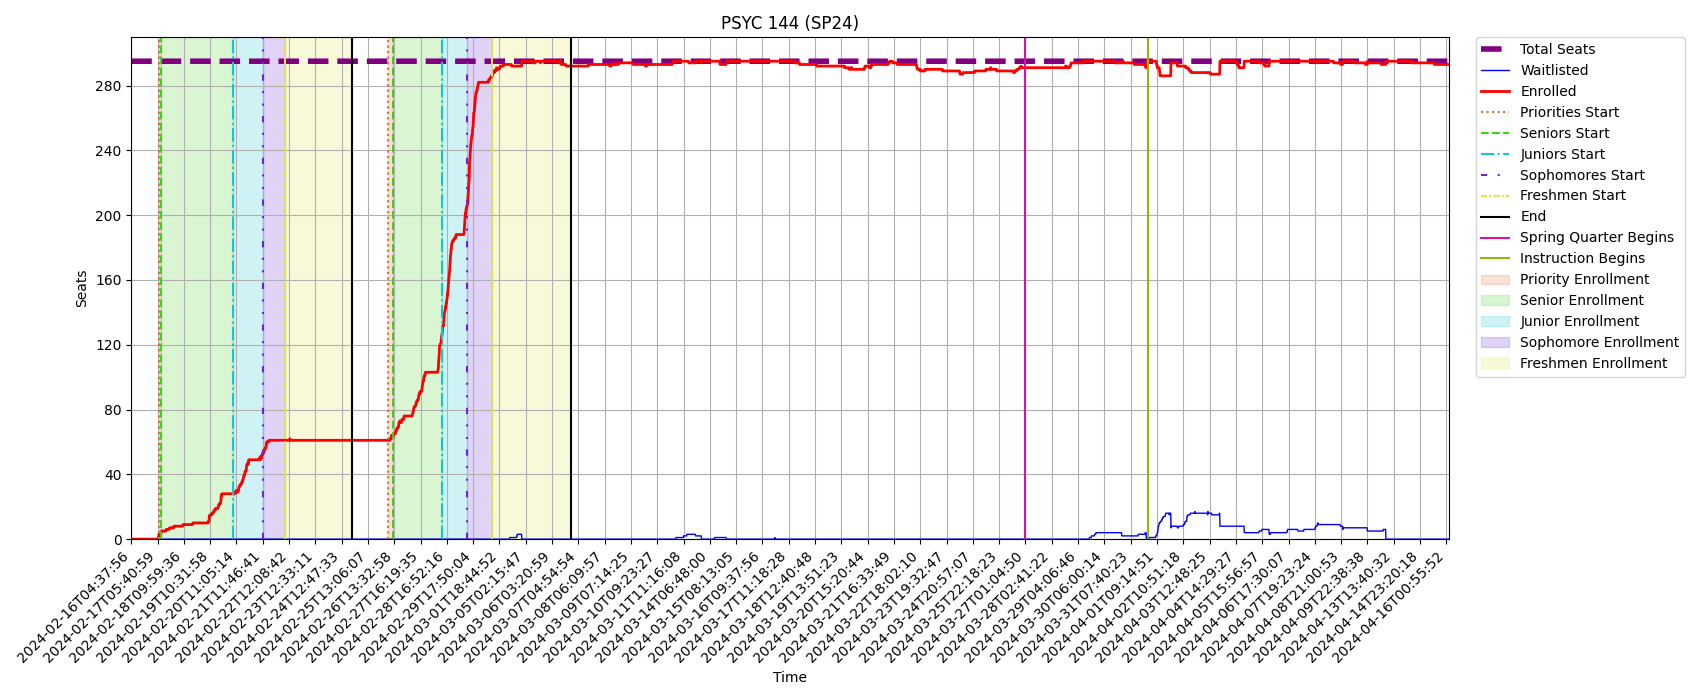 PSYC 144 (SP24)
Seats
280
240
200
160
120
80
40
0
2024-02-16T04:37:56
2024-02-17T05:40:59
2024-02-18T09:59:36
2024-02-19T10:31:58
2024-02-20T11:05:14
2024-02-21T11:46:41
2024-02-22T12:08:42
2024-02-23T12:33:11
2024-02-24T12:47:33
2024-02-25T13:06:07
2024-02-26T13:32:58
2024-02-27T16:19:35
2024-02-28T16:52:16
2024-02-29T17:50:04
2024-03-01T18:44:52
2024-03-05T02:15:47
2024-03-06T03:20:59
2024-03-07T04:54:54
2024-03-08T06:09:57
2024-03-09T07:14:25
2024-03-10T09:23:27
2024-03-11T11:16:08
2024-03-14T06:48:00
2024-03-15T08:13:05
2024-03-16T09:37:56
2024-03-17T11:18:28
2024-03-18T12:40:48
2024-03-19T13:51:23
2024-03-20T15:20:44
2024-03-21T16:33:49
2024-03-22T18:02:10
2024-03-23T19:32:47
2024-03-24T20:57:07
2024-03-25T22:18:23
2024-03-27T01:04:50
2024-03-28T02:41:22
2024-03-29T04:06:46
2024-03-30T06:00:14
2024-03-31T07:40:23
2024-04-01T09:14:51
2024-04-02T10:51:18
2024-04-03T12:48:25
2024-04-04T14:29:27
2024-04-05T15:56:57
2024-04-06T17:30:07
2024-04-07T19:23:24
2024-04-08T21:00:53
2024-04-09T22:38:38
2024-04-13T13:40:32
2024-04-14T23:20:18
2024-04-16T00:55:52
Time
Total Seats
Waitlisted
Enrolled
Priorities Start
Seniors Start
Juniors Start
Sophomores Start
Freshmen Start
End
Spring Quarter Begins
Instruction Begins
Priority Enrollment
Senior Enrollment
Junior Enrollment
Sophomore Enrollment
Freshmen Enrollment